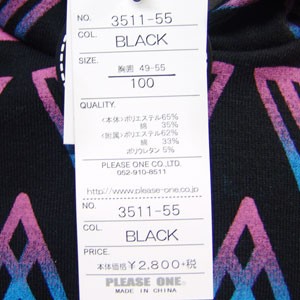 NO. 3511-55
COL. BLACK
SIZE. 胸囲 49-55
100
QUALITY.
<本体>ポリエステル65%
綿 35%
<附属>ポリエステル62%
綿 33%
ポリウレタン 5%
PLEASE ONE CO.,LTD.
052-910-8511
http://www.please-one.co.jp/
NO. 3511-55
COL. BLACK
PRICE.
本体価格 ¥2,800+税
PLEASE ONE.
MADE IN CHINA